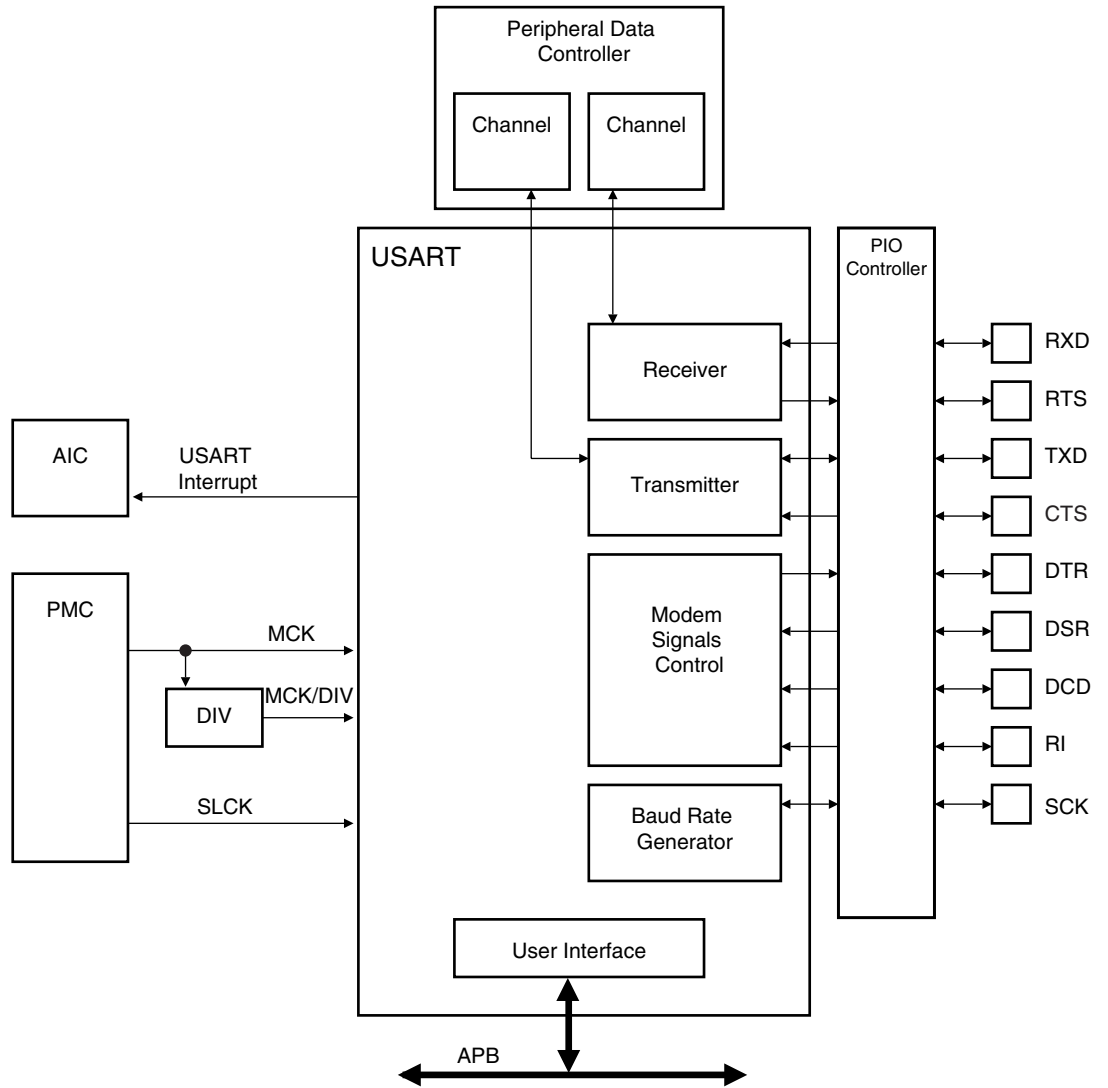 Peripheral Data
Controller
Channel
Channel
USART
PIO
Controller
Receiver
RXD
RTS
AIC
USART
Interrupt
Transmitter
TXD
CTS
PMC
MCK
DIV
MCK/DIV
SLCK
Modem
Signals
Control
DTR
DSR
DCD
RI
Baud Rate
Generator
SCK
User Interface
APB